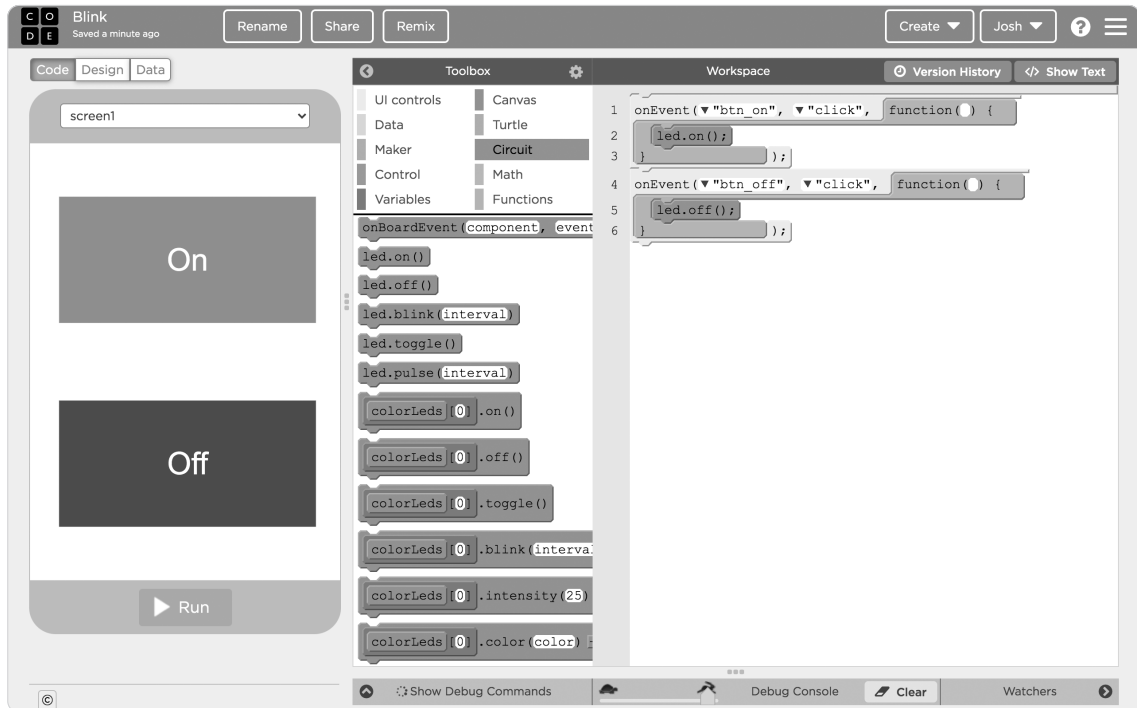 CODE
Blink
Saved a minute ago
Rename
Share
Remix
Create
Josh
?
Code
Design
Data
screen1
On
Off
Run
©
Toolbox
UI controls
Canvas
Data
Turtle
Maker
Circuit
Control
Math
Variables
Functions
onBoardEvent(component, event
led.on()
led.off()
led.blink(interval)
led.toggle()
led.pulse(interval)
colorLeds[0].on()
colorLeds[0].off()
colorLeds[0].toggle()
colorLeds[0].blink(interval
colorLeds[0].intensity(25)
colorLeds[0].color(color)
Show Debug Commands
Workspace
Version History
</> Show Text
1 onEvent(▼"btn_on", ▼"click", function() {
2 led.on();
3 } );
4 onEvent(▼"btn_off", ▼"click", function() {
5 led.off();
6 } );
Debug Console
Clear
Watchers